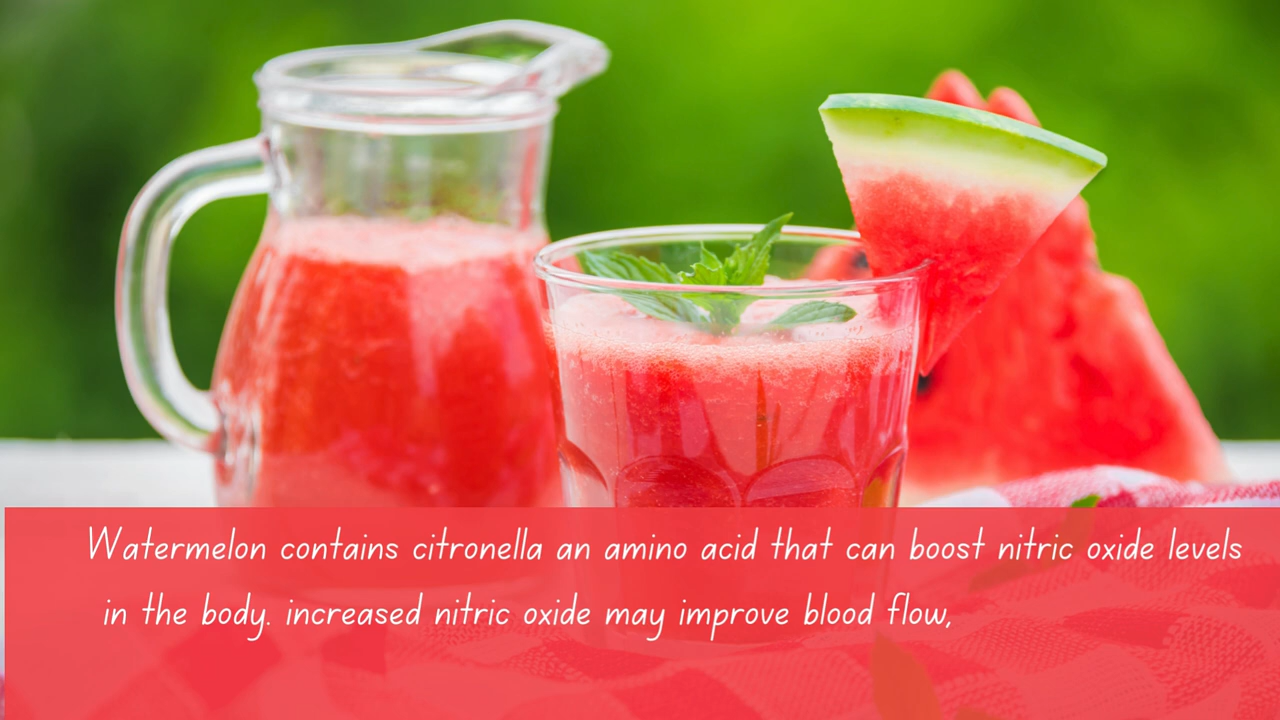 Watermelon contains citronella an amino acid that can boost nitric oxide levels
in the body. increased nitric oxide may improve blood flow,